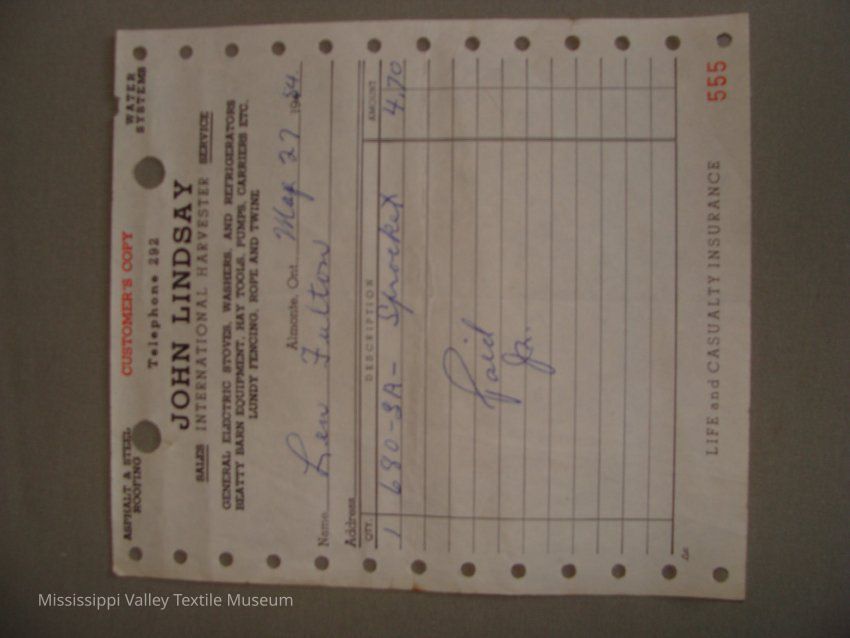 ASPHALT & STEEL
ROOFING
CUSTOMER'S COPY
Telephone 292
WATER
SYSTEMS
JOHN LINDSAY
SALES INTERNATIONAL HARVESTER SERVICE
GENERAL ELECTRIC STOVES, WASHERS, AND REFRIGERATORS
BEATTY BARN EQUIPMENT, HAY TOOLS, PUMPS, CARRIERS ETC.
LUNDY FENCING, ROPE AND TWINE
Almonte, Ont. May 27 1954.
Name Lew Fulton
Address
QTY. DESCRIPTION AMOUNT
1 680-SA- Sprocket 4.70
Paid
LIFE and CASUALTY INSURANCE
555
Mississippi Valley Textile Museum